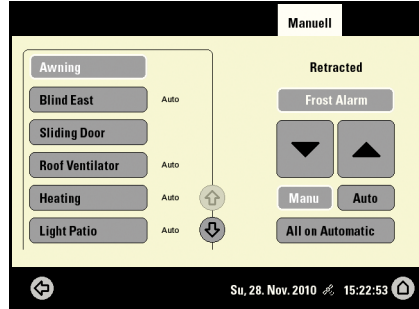 Manuell
Awning
Retracted
Blind East Auto
Frost Alarm
Sliding Door
Roof Ventilator Auto
Heating Auto
Manu Auto
Light Patio Auto
All on Automatic
Su, 28. Nov. 2010 15:22:53